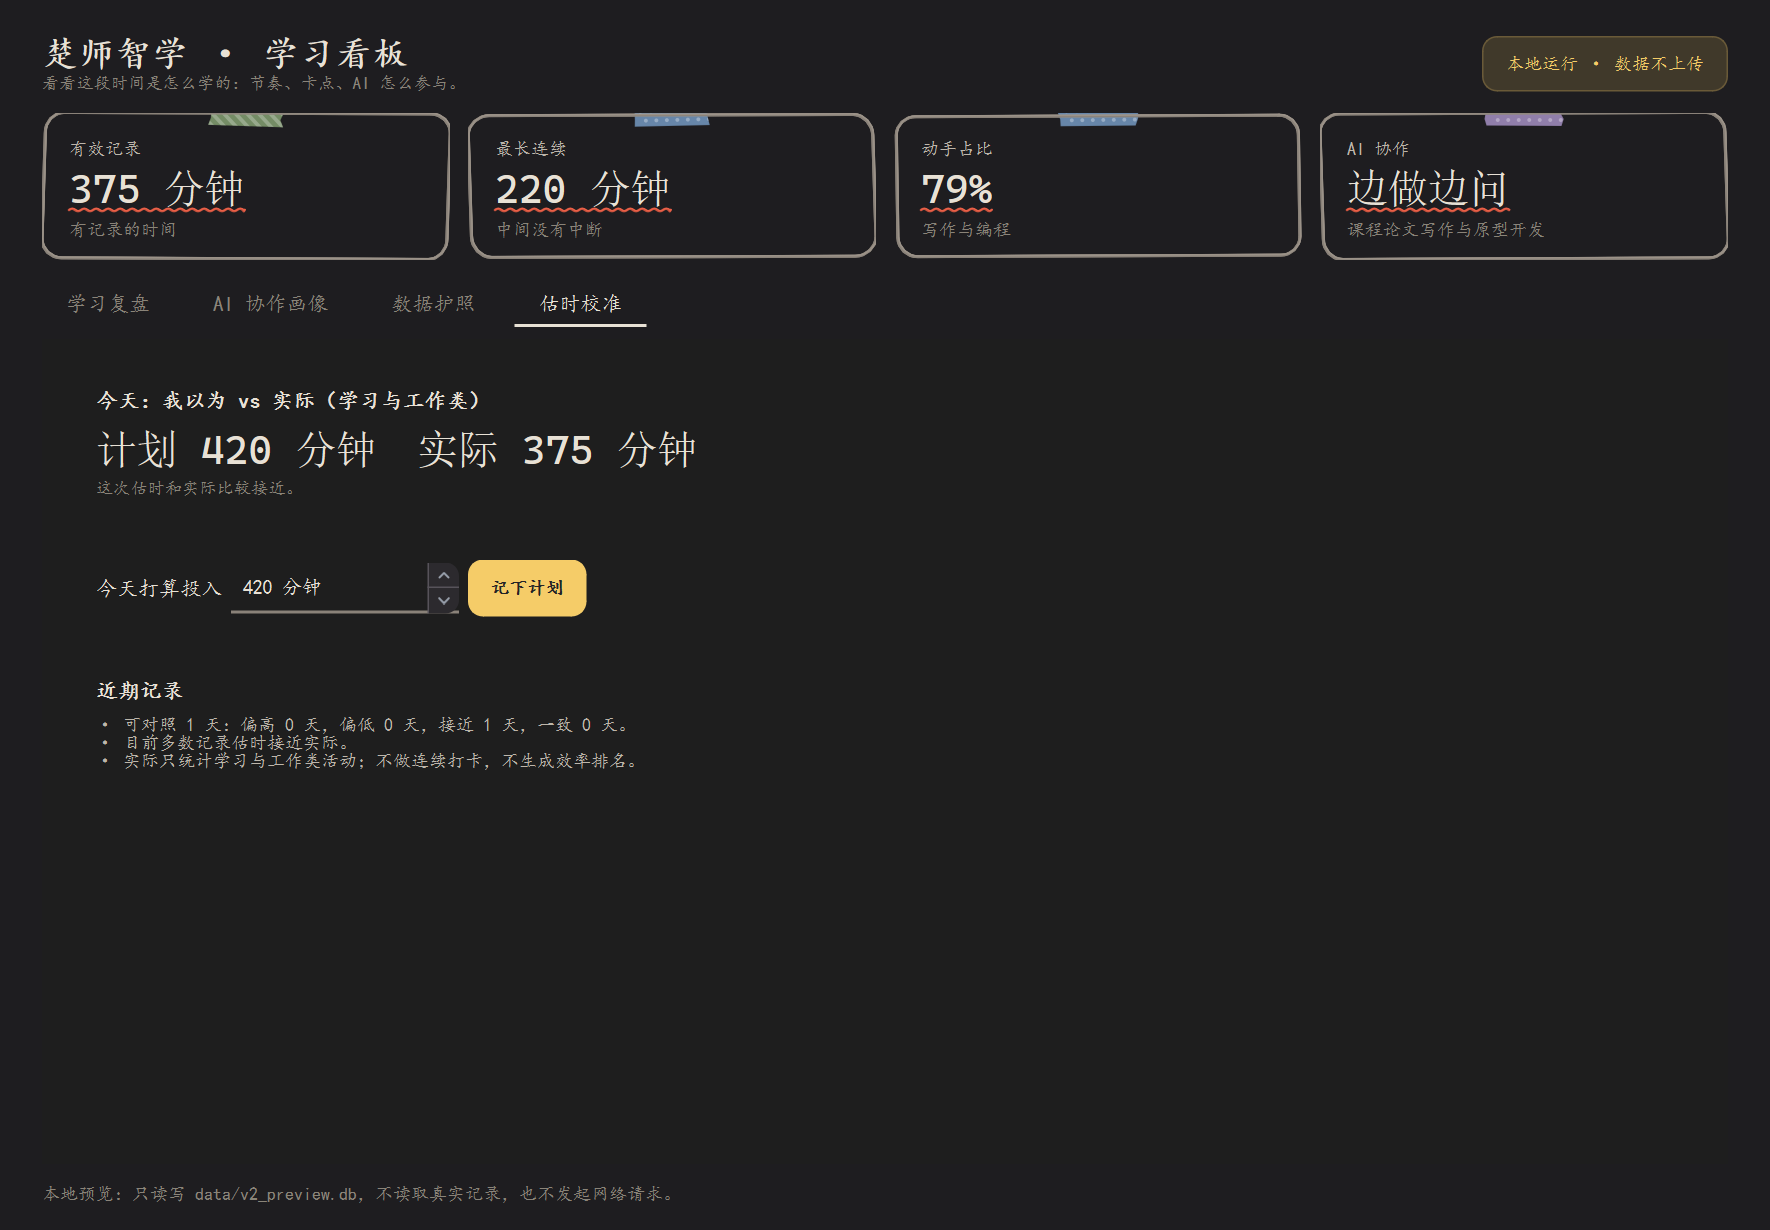 楚师智学 • 学习看板
看看这段时间是怎么学的：节奏、卡点、AI 怎么参与。
本地运行 • 数据不上传
有效记录
375 分钟
有记录的时间
最长连续
220 分钟
中间没有中断
动手占比
79%
写作与编程
AI 协作
边做边问
课程论文写作与原型开发
学习复盘
AI 协作画像
数据护照
估时校准
今天：我以为 vs 实际（学习与工作类）
计划 420 分钟 实际 375 分钟
这次估时和实际比较接近。
今天打算投入 420 分钟 记下计划
近期记录
• 可对照 1 天：偏高 0 天，偏低 0 天，接近 1 天，一致 0 天。
• 目前多数记录估时接近实际。
• 实际只统计学习与工作类活动；不做连续打卡，不生成效率排名。
本地预览：只读写 data/v2_preview.db，不读取真实记录，也不发起网络请求。